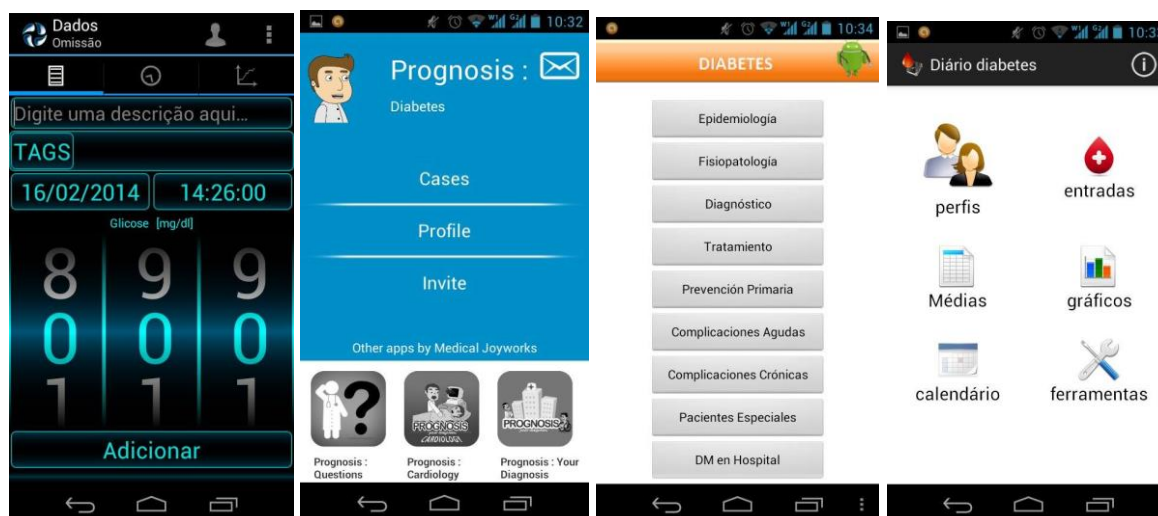 Dados
Omissão
Digite uma descrição aqui...
TAGS
16/02/2014 14:26:00
Glicose [mg/dl]
8 9 9
0 0 0
1 1 1
Adicionar
10:32
Prognosis :
Diabetes
Cases
Profile
Invite
Other apps by Medical Joyworks
PROGNOSIS
CARDIOLOGY
PROGNOSIS
Prognosis : Questions
Prognosis : Cardiology
Prognosis : Your Diagnosis
10:34
DIABETES
Epidemiología
Fisiopatología
Diagnóstico
Tratamiento
Prevención Primaria
Complicaciones Agudas
Complicaciones Crónicas
Pacientes Especiales
DM en Hospital
10:3
Diário diabetes
perfis
entradas
Médias
gráficos
calendário
ferramentas